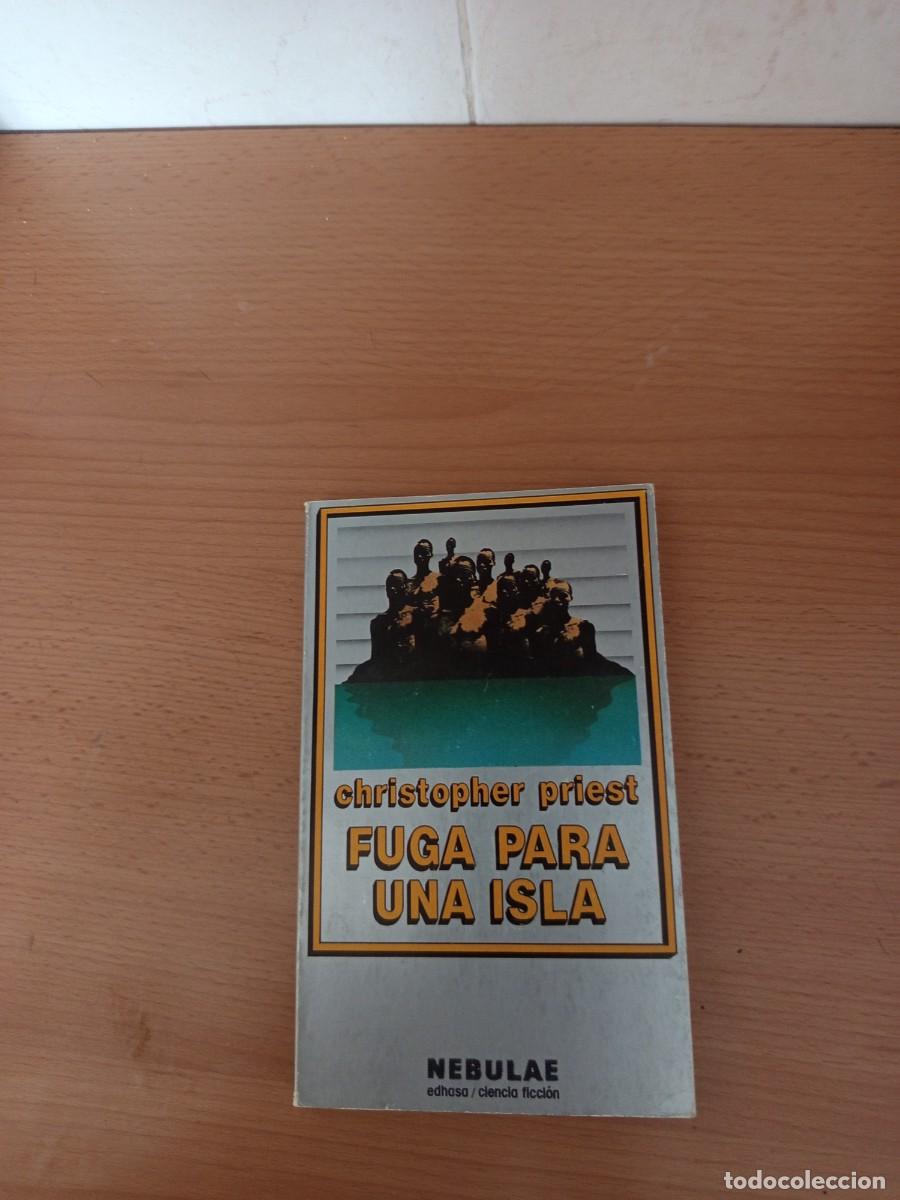 christopher priest
FUGA PARA
UNA ISLA
NEBULAE
edhasa / ciencia ficción
todocoleccion